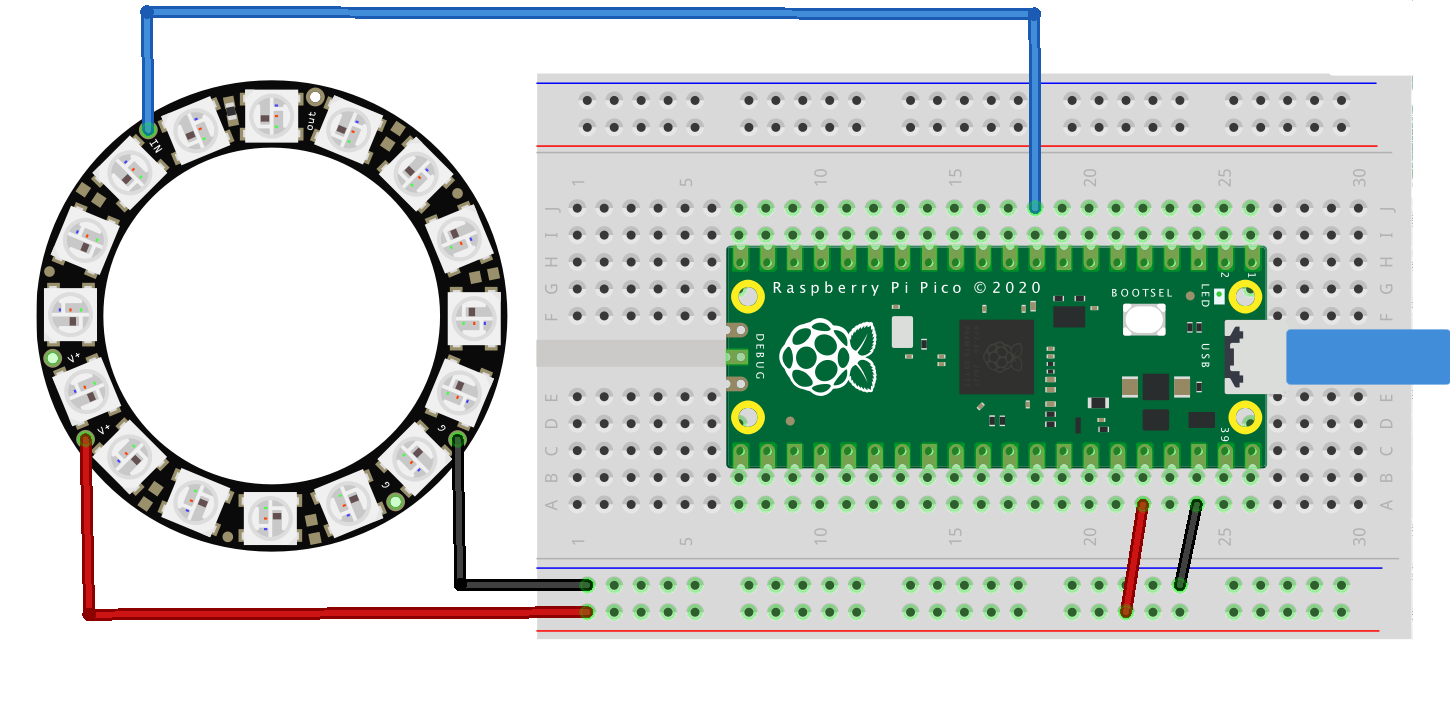 OUT
IN
V+
V+
G
G
1 5 10 15 20 25 30
J J
I I
H H
G G
F F
2 1
Raspberry Pi Pico ©2020
BOOTSEL
LED
DEBUG
USB
39
E E
D D
C C
B B
A A
1 5 10 15 20 25 30